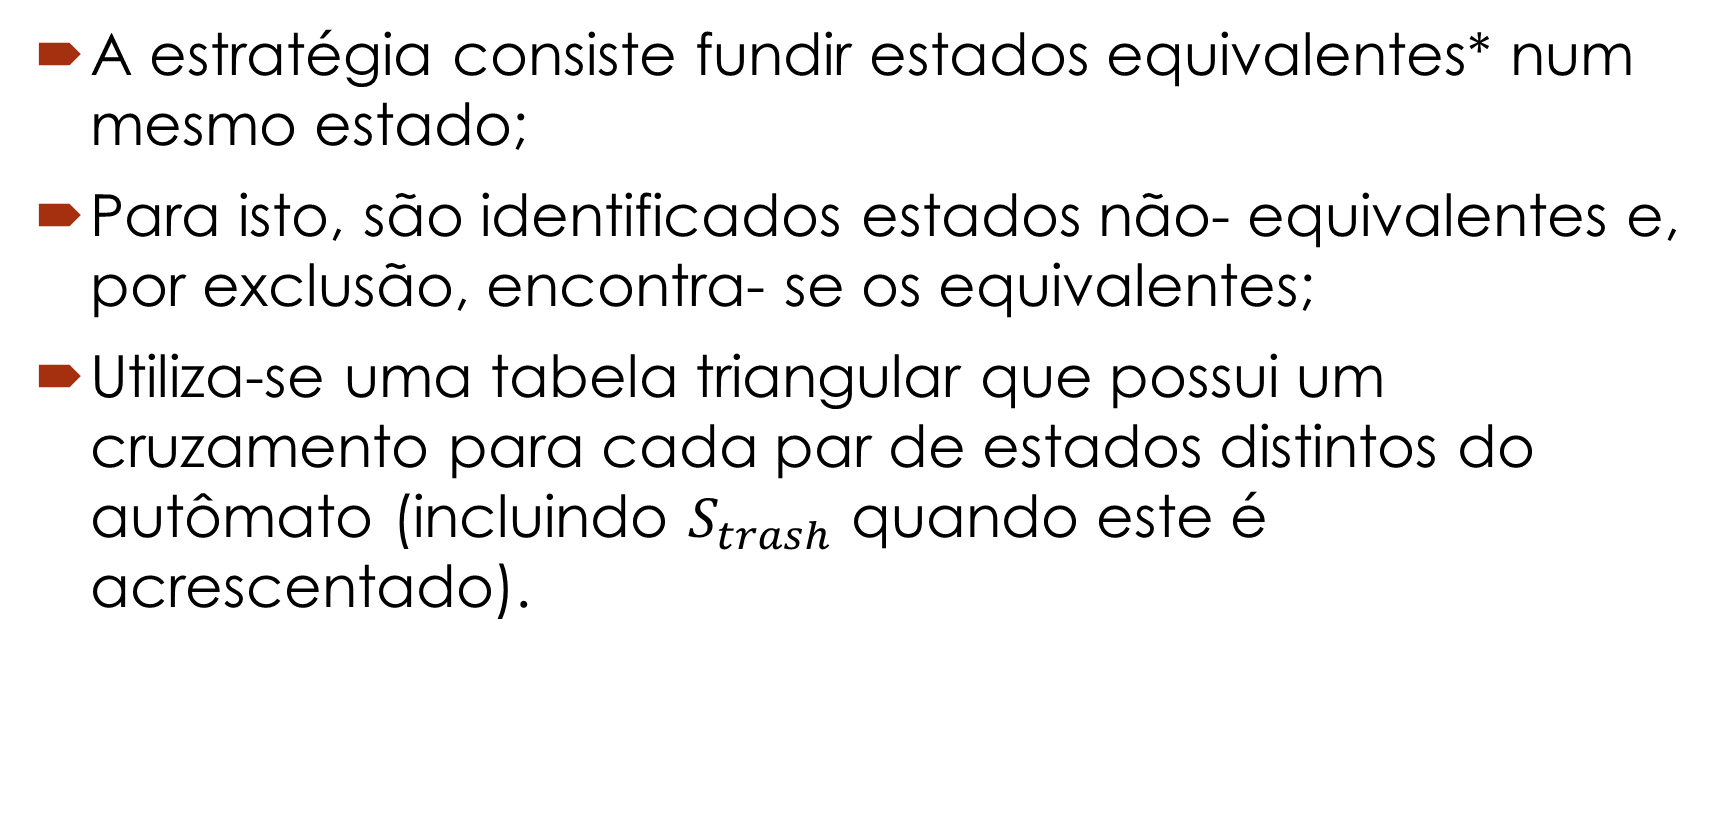 A estratégia consiste fundir estados equivalentes* num
mesmo estado;
Para isto, são identificados estados não- equivalentes e,
por exclusão, encontra- se os equivalentes;
Utiliza-se uma tabela triangular que possui um
cruzamento para cada par de estados distintos do
autômato (incluindo S_trash quando este é
acrescentado).